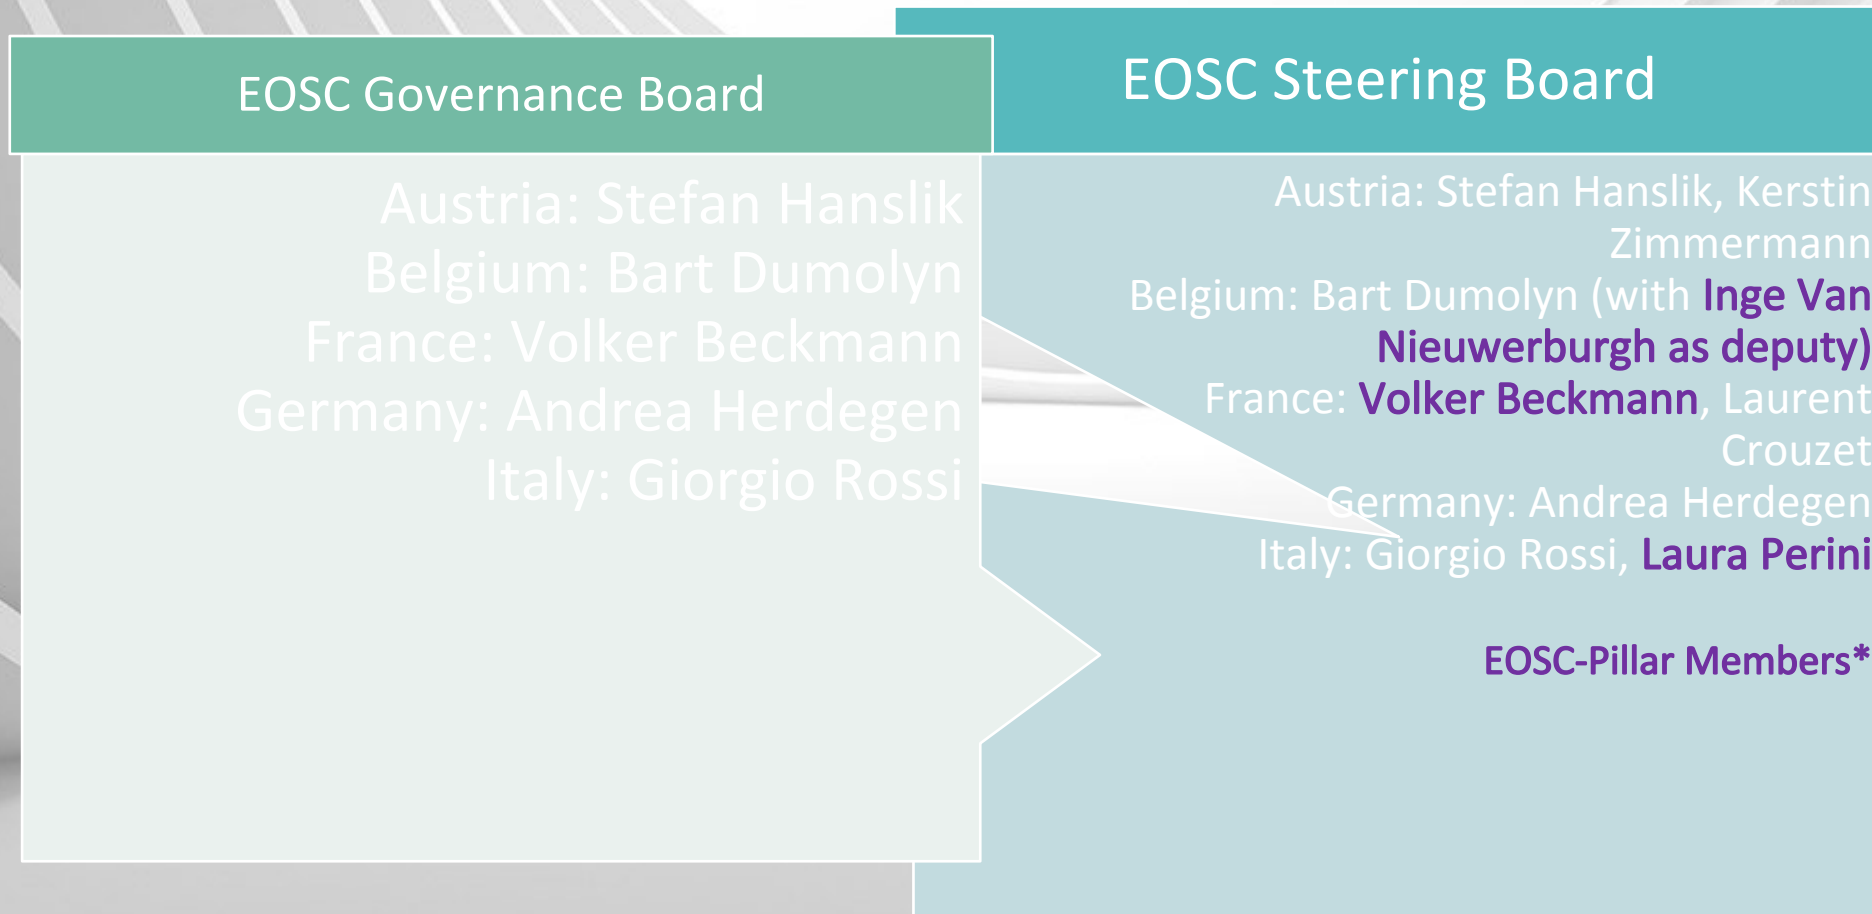 EOSC Governance Board
Austria: Stefan Hanslik
Belgium: Bart Dumolyn
France: Volker Beckmann
Germany: Andrea Herdegen
Italy: Giorgio Rossi
EOSC Steering Board
Austria: Stefan Hanslik, Kerstin
Zimmermann
Belgium: Bart Dumolyn (with Inge Van
Nieuwerburgh as deputy)
France: Volker Beckmann, Laurent
Crouzet
Germany: Andrea Herdegen
Italy: Giorgio Rossi, Laura Perini
EOSC-Pillar Members*